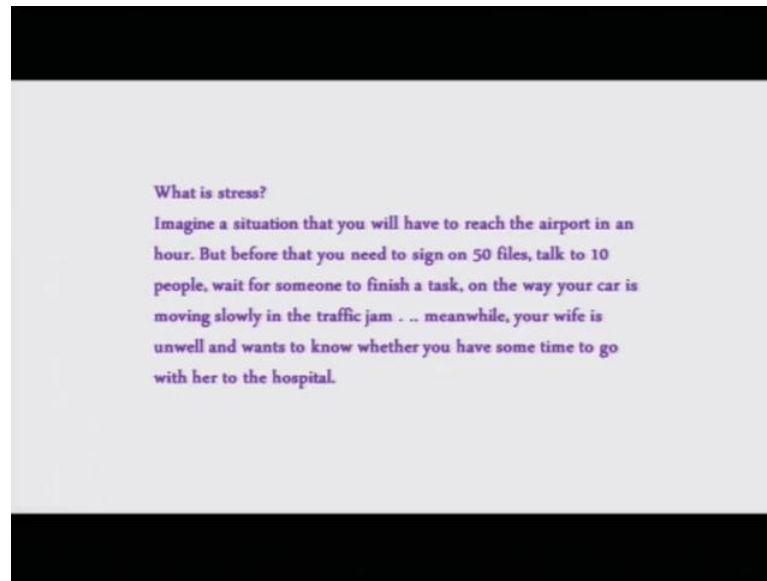 What is stress?
Imagine a situation that you will have to reach the airport in an
hour. But before that you need to sign on 50 files, talk to 10
people, wait for someone to finish a task, on the way your car is
moving slowly in the traffic jam . .. meanwhile, your wife is
unwell and wants to know whether you have some time to go
with her to the hospital.